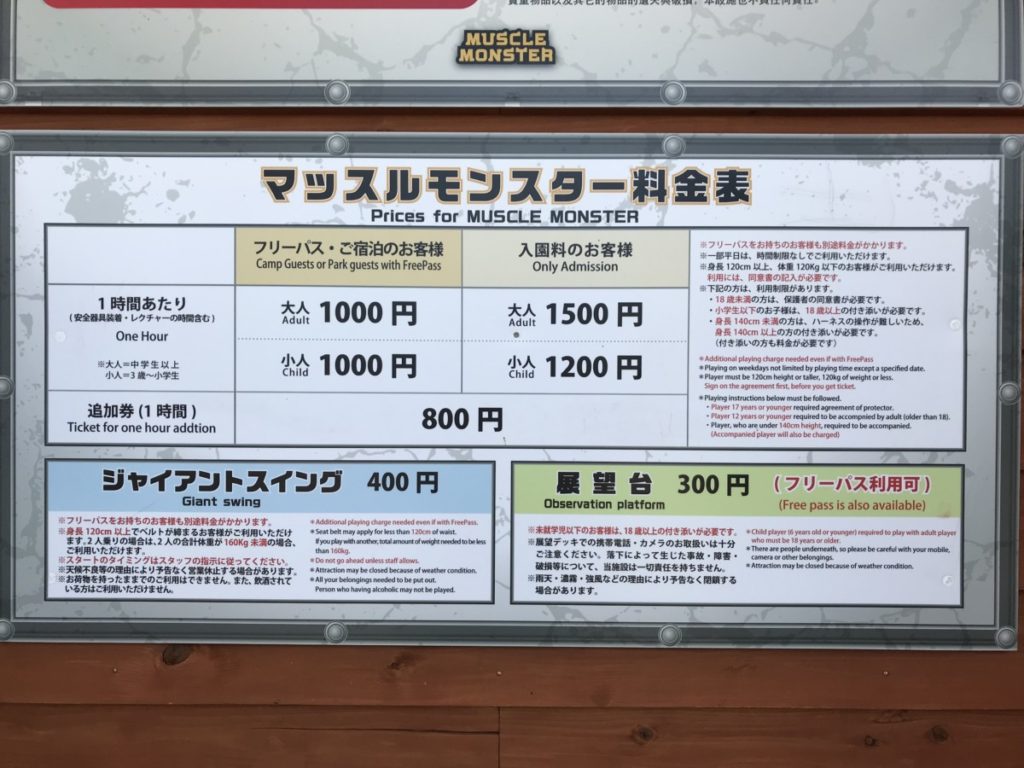 貴重物品以及其它的物品的遺失與破損，本設施也不負任何責任。
MUSCLE
MONSTER
マッスルモンスター料金表
Prices for MUSCLE MONSTER
フリーパス・ご宿泊のお客様
Camp Guests or Park guests with FreePass
入園料のお客様
Only Admission
1時間あたり
(安全器具装着・レクチャーの時間含む)
One Hour
※大人=中学生以上
小人=3歳～小学生
大人 1000 円
Adult
大人 1500 円
Adult
小人 1000 円
Child
小人 1200 円
Child
追加券(1時間)
Ticket for one hour addtion
800 円
※フリーパスをお持ちのお客様も別途料金がかかります。
※一部平日は、時間制限なしでご利用いただけます。
※身長120cm以上、体重120Kg以下のお客様がご利用いただけます。
利用には、同意書の記入が必要です。
※下記の方は、利用制限があります。
・18歳未満の方は、保護者の同意書が必要です。
・小学生以下のお子様は、18歳以上の付き添いが必要です。
・身長140cm未満の方は、ハーネスの操作が難しいため、
身長140cm以上の方の付き添いが必要です。
(付き添いの方も料金が必要です)
※Additional playing charge needed even if with FreePass
※Playing on weekdays not limited by playing time except a specified date.
※Player must be 120cm height or taller, 120kg of weight or less.
Sign on the agreement first, before you get ticket.
※Playing instructions below must be followed.
・Player 17 years or younger required agreement of protector.
・Player 12 years or younger required to be accompanied by adult (older than 18).
・Player, who are under 140cm height, required to be accompanied.
(Accompanied player will also be charged)
ジャイアントスイング 400 円
Giant swing
※フリーパスをお持ちのお客様も別途料金がかかります。
※身長120cm以上でベルトが締まるお客様がご利用いただけ
ます。2人乗りの場合は、2人の合計体重が160Kg未満の場合、
ご利用いただけます。
※スタートのタイミングはスタッフの指示に従ってください。
※天候不良等の理由により予告なく営業休止する場合があります。
※お荷物を持ったままでのご利用はできません。また、飲酒されて
いる方はご利用いただけません。
※Additional playing charge needed even if with FreePass.
※Seat belt may apply for less than 120cm of waist.
If you play with another, total amount of weight needed to be less
than 160kg.
※Do not go ahead unless staff allows.
※Attraction may be closed because of weather condition.
※All your belongings needed to be put out.
Person who having alcoholic may not be played.
展望台 300 円 (フリーパス利用可)
Observation platform (Free pass is also available)
※未就学児以下のお客様は、18歳以上の付き添いが必要です。
※展望デッキでの携帯電話・カメラのお取扱いは十分
ご注意ください。落下によって生じた事故・障害・
破損等について、当施設は一切責任を持ちません。
※雨天・濃霧・強風などの理由により予告なく閉鎖する
場合があります。
※Child player (6 years old or younger) required to play with adult player
who must be 18 years or older.
※There are people underneath, so please be careful with your mobile,
camera or other belongings.
※Attraction may be closed because of weather condition.